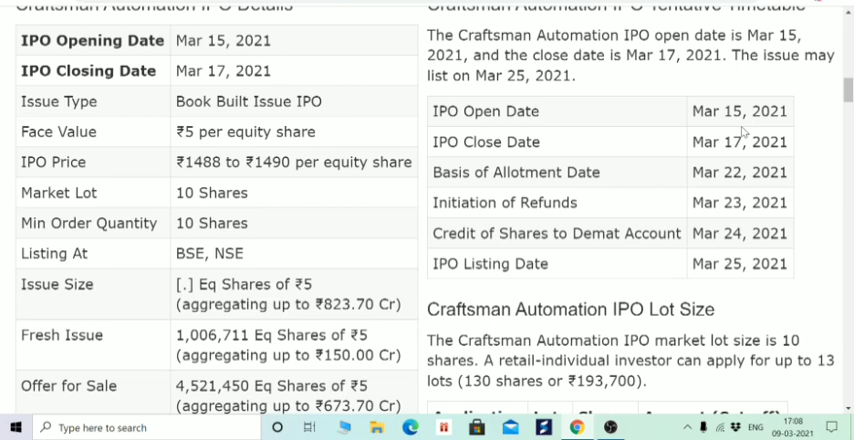 Craftsman Automation IPO Details
IPO Opening Date Mar 15, 2021
IPO Closing Date Mar 17, 2021
Issue Type Book Built Issue IPO
Face Value ₹5 per equity share
IPO Price ₹1488 to ₹1490 per equity share
Market Lot 10 Shares
Min Order Quantity 10 Shares
Listing At BSE, NSE
Issue Size [.] Eq Shares of ₹5
(aggregating up to ₹823.70 Cr)
Fresh Issue 1,006,711 Eq Shares of ₹5
(aggregating up to ₹150.00 Cr)
Offer for Sale 4,521,450 Eq Shares of ₹5
(aggregating up to ₹673.70 Cr)
Craftsman Automation IPO Tentative Timetable
The Craftsman Automation IPO open date is Mar 15,
2021, and the close date is Mar 17, 2021. The issue may
list on Mar 25, 2021.
IPO Open Date Mar 15, 2021
IPO Close Date Mar 17, 2021
Basis of Allotment Date Mar 22, 2021
Initiation of Refunds Mar 23, 2021
Credit of Shares to Demat Account Mar 24, 2021
IPO Listing Date Mar 25, 2021
Craftsman Automation IPO Lot Size
The Craftsman Automation IPO market lot size is 10
shares. A retail-individual investor can apply for up to 13
lots (130 shares or ₹193,700).
Type here to search
ENG
17:08
09-03-2021